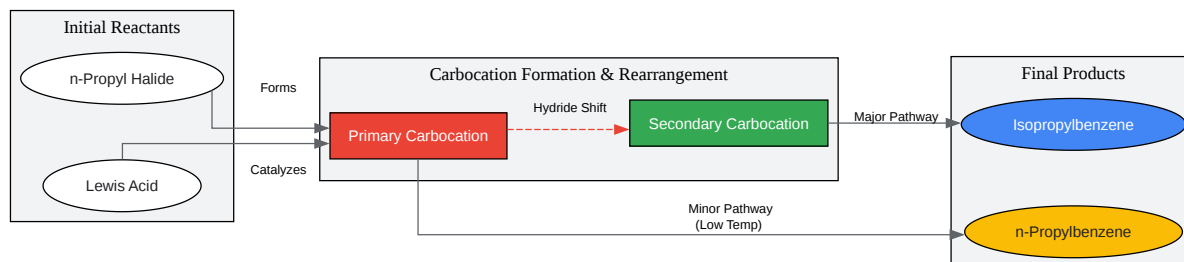 Initial Reactants
n-Propyl Halide
Lewis Acid
Forms
Catalyzes
Carbocation Formation & Rearrangement
Primary Carbocation
Hydride Shift
Secondary Carbocation
Major Pathway
Minor Pathway
(Low Temp)
Final Products
Isopropylbenzene
n-Propylbenzene